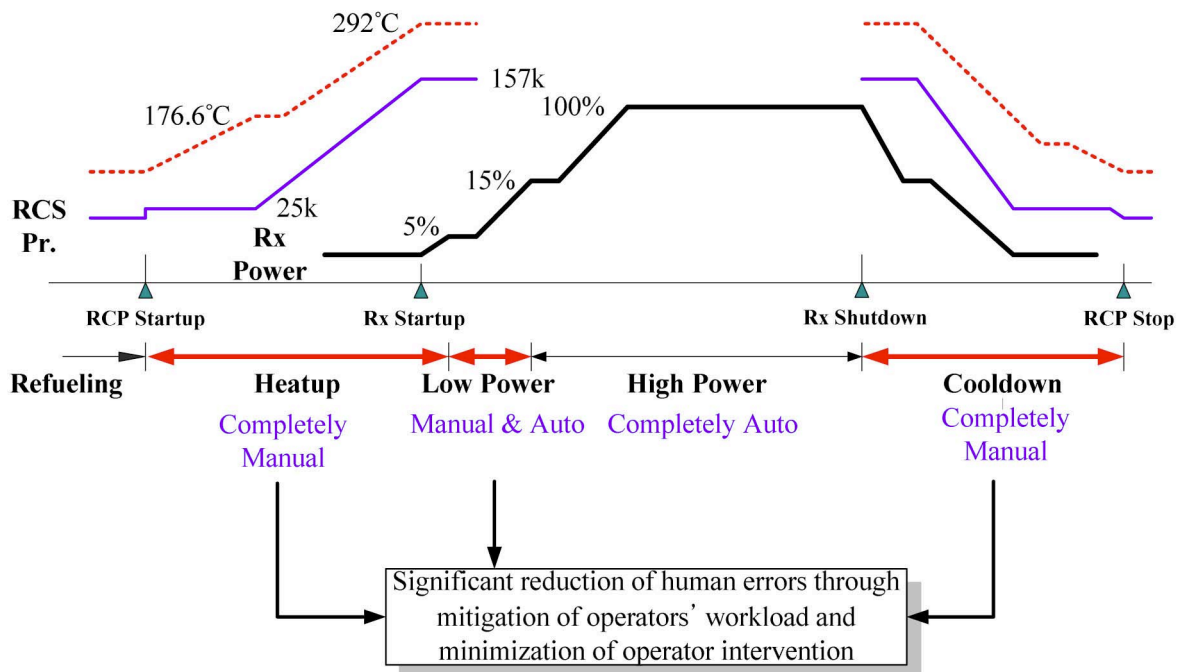 292℃
157k
100%
176.6℃
15%
25k
RCS
Pr.
5%
Rx
Power
RCP Startup
Rx Startup
Rx Shutdown
RCP Stop
Refueling
Heatup
Low Power
High Power
Cooldown
Completely
Manual
Manual & Auto
Completely Auto
Completely
Manual
Significant reduction of human errors through
mitigation of operators’ workload and
minimization of operator intervention